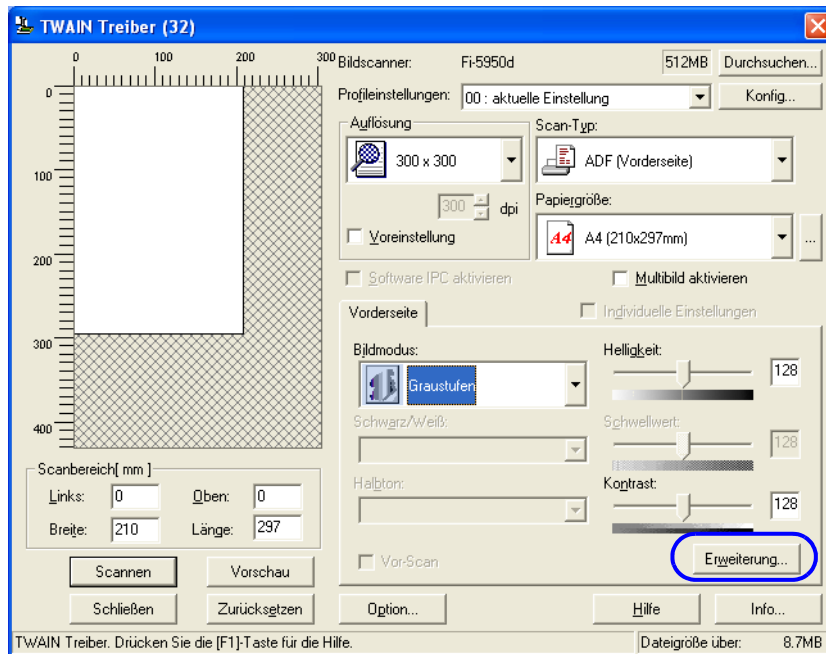 TWAIN Treiber (32)
0 100 200 300
0
100
200
300
400
Bildscanner: Fi-5950d 512MB Durchsuchen...
Profileinstellungen: 00 : aktuelle Einstellung Konfig...
Auflösung
300 x 300
300 dpi
Voreinstellung
Scan-Typ:
ADF (Vorderseite)
Papiergröße:
A4 A4 (210x297mm) ...
Software IPC aktivieren Multibild aktivieren
Vorderseite Individuelle Einstellungen
Bildmodus:
Graustufen
Schwarz/Weiß:
Halbton:
Vor-Scan
Helligkeit:
128
Schwellwert:
128
Kontrast:
128
Erweiterung...
Scanbereich[ mm ]
Links: 0 Oben: 0
Breite: 210 Länge: 297
Scannen Vorschau
Schließen Zurücksetzen Option... Hilfe Info...
TWAIN Treiber. Drücken Sie die [F1]-Taste für die Hilfe. Dateigröße über: 8.7MB